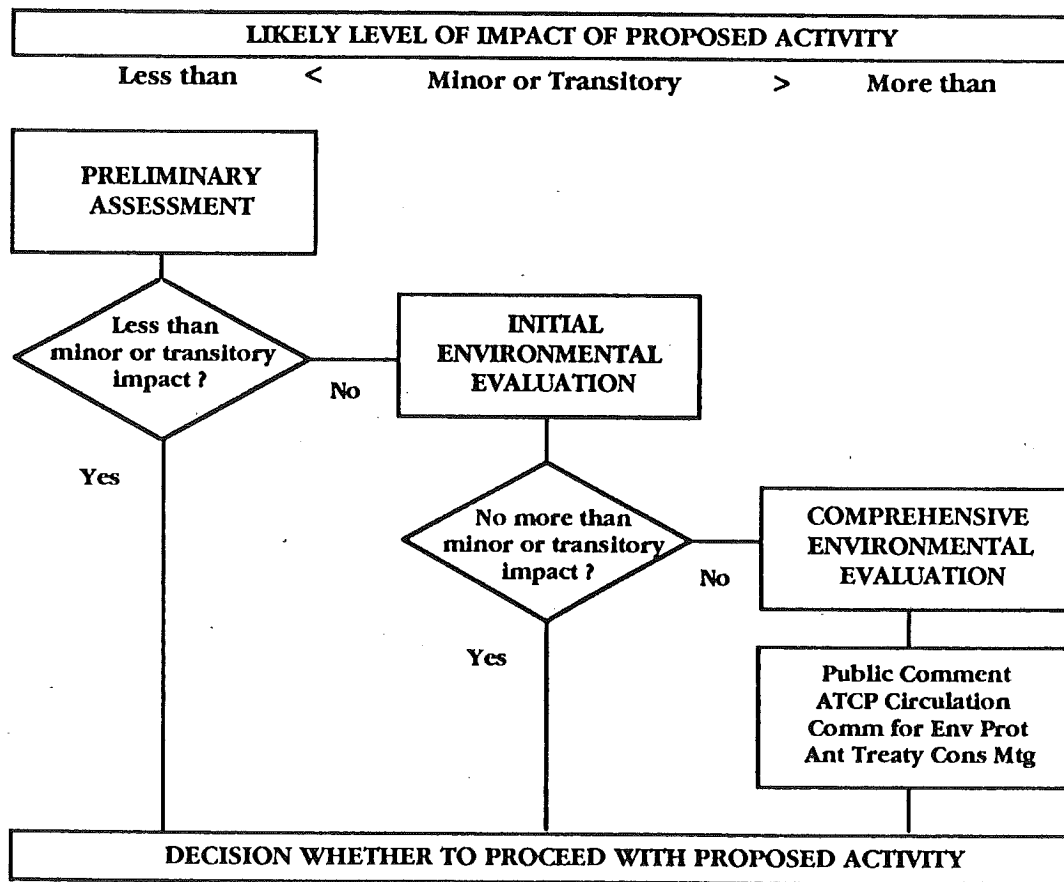 LIKELY LEVEL OF IMPACT OF PROPOSED ACTIVITY
Less than < Minor or Transitory > More than
PRELIMINARY
ASSESSMENT
Less than
minor or transitory
impact ?
No
Yes
INITIAL
ENVIRONMENTAL
EVALUATION
No more than
minor or transitory
impact ?
No
Yes
COMPREHENSIVE
ENVIRONMENTAL
EVALUATION
Public Comment
ATCP Circulation
Comm for Env Prot
Ant Treaty Cons Mtg
DECISION WHETHER TO PROCEED WITH PROPOSED ACTIVITY